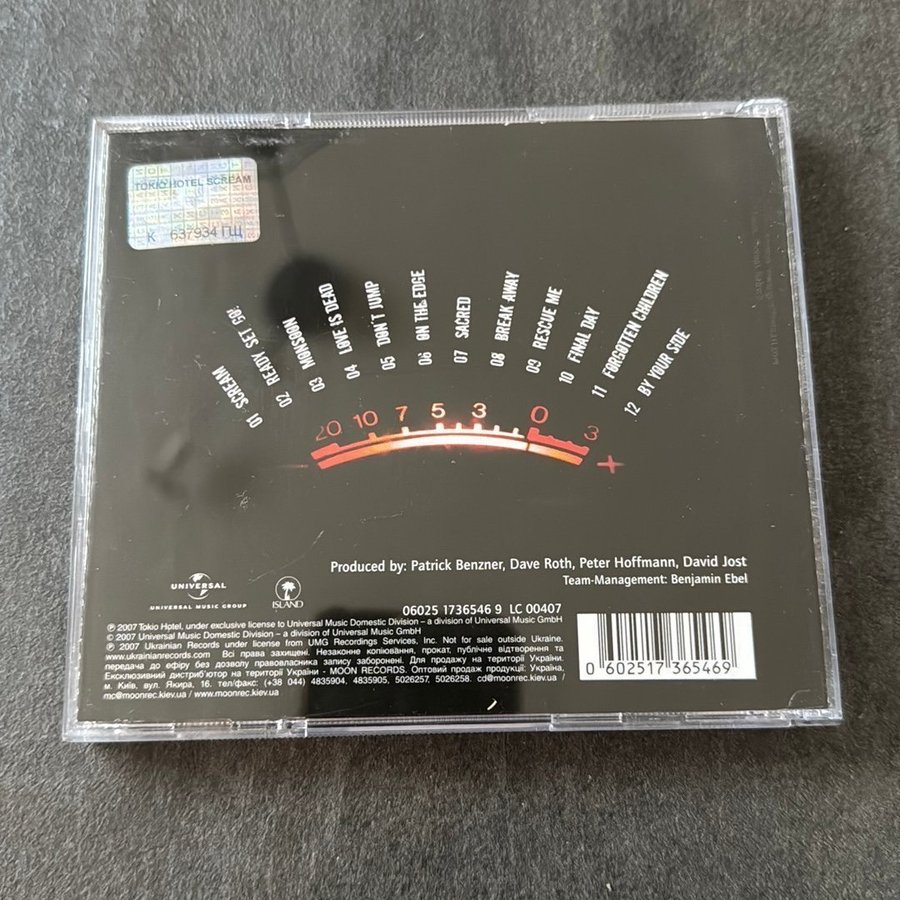 TOKIO HOTEL SCREAM
К 637934 ГЩ
01 SCREAM
02 READY SET GO!
03 MONSOON
04 LOVE IS DEAD
05 DON'T JUMP
06 ON THE EDGE
07 SACRED
08 BREAK AWAY
09 RESCUE ME
10 FINAL DAY
11 FORGOTTEN CHILDREN
12 BY YOUR SIDE
20 10 7 5 3 0 3
− +
Produced by: Patrick Benzner, Dave Roth, Peter Hoffmann, David Jost
Team-Management: Benjamin Ebel
UNIVERSAL
UNIVERSAL MUSIC GROUP
ISLAND
06025 1736546 9 LC 00407
℗ 2007 Tokio Hotel, under exclusive license to Universal Music Domestic Division – a division of Universal Music GmbH
© 2007 Universal Music Domestic Division – a division of Universal Music GmbH
℗ 2007 Ukrainian Records under license from UMG Recordings Services, Inc. Not for sale outside Ukraine.
www.ukrainianrecords.com Всі права захищені. Незаконне копіювання, прокат, публічне відтворення та
передача до ефіру без дозволу правовласника запису заборонені. Для продажу на території України.
Ексклюзивний дистриб'ютор на території України - MOON RECORDS. Оптовий продаж продукції. Україна,
м. Київ, вул. Якіра, 16. тел/факс: (+38 044) 4835904, 4835905, 5026257, 5026258. cd@moonrec.kiev.ua /
mc@moonrec.kiev.ua / www.moonrec.kiev.ua
0 602517 365469